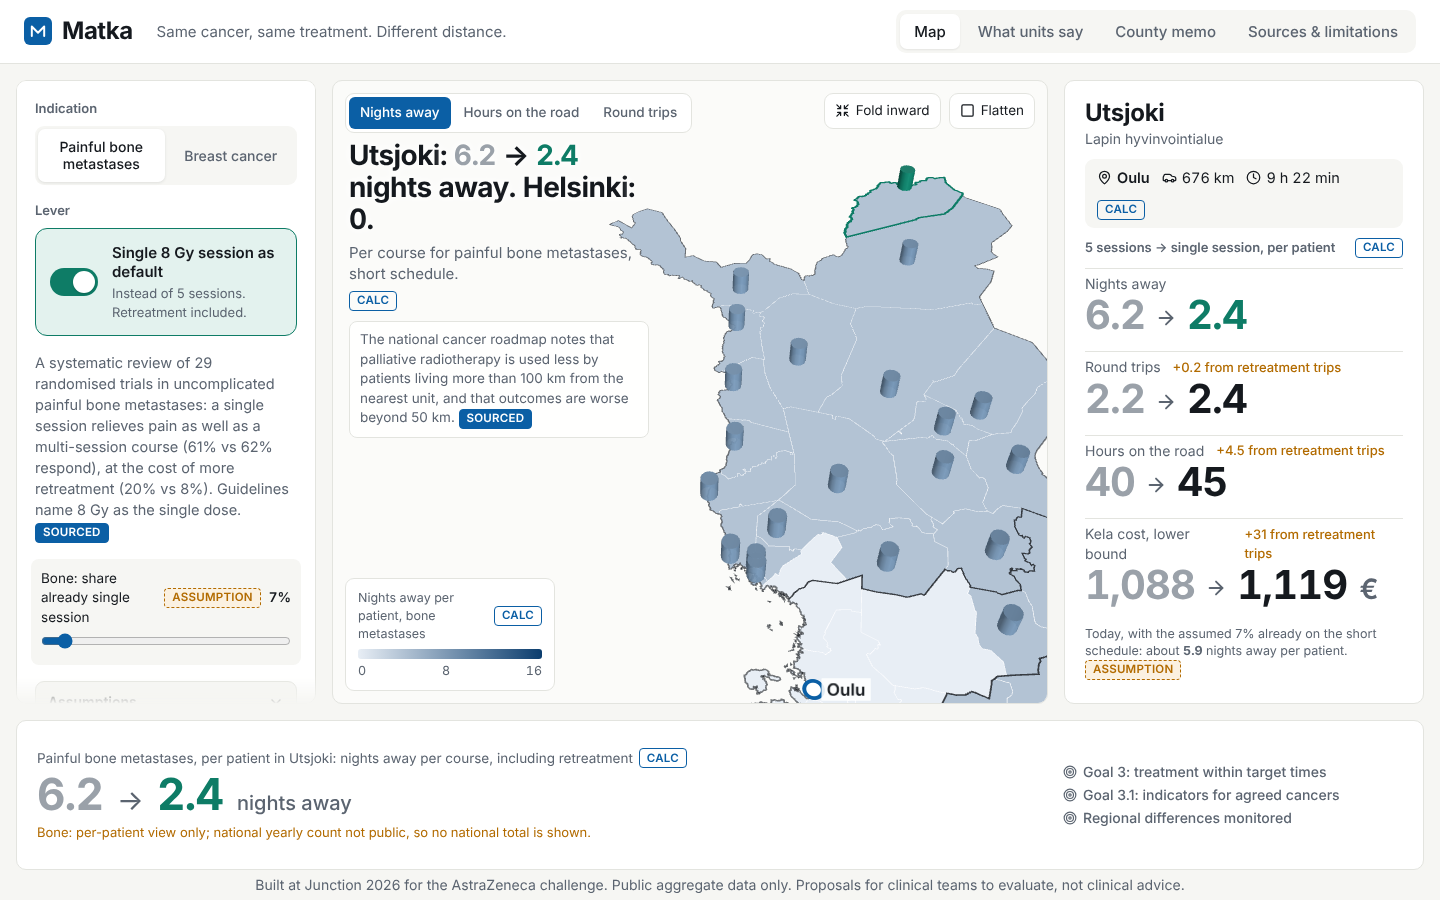 Matka
Same cancer, same treatment. Different distance.
Map
What units say
County memo
Sources & limitations
Indication
Painful bone
metastases
Breast cancer
Lever
Single 8 Gy session as
default
Instead of 5 sessions.
Retreatment included.
A systematic review of 29
randomised trials in uncomplicated
painful bone metastases: a single
session relieves pain as well as a
multi-session course (61% vs 62%
respond), at the cost of more
retreatment (20% vs 8%). Guidelines
name 8 Gy as the single dose.
SOURCED
Bone: share
already single
session
ASSUMPTION
7%
Assumptions
Nights away
Hours on the road
Round trips
Fold inward
Flatten
Utsjoki: 6.2 → 2.4
nights away. Helsinki:
0.
Per course for painful bone metastases,
short schedule.
CALC
The national cancer roadmap notes that
palliative radiotherapy is used less by
patients living more than 100 km from the
nearest unit, and that outcomes are worse
beyond 50 km. SOURCED
Nights away per
patient, bone
metastases
CALC
0 8 16
Oulu
Utsjoki
Lapin hyvinvointialue
Oulu 676 km 9 h 22 min
CALC
5 sessions → single session, per patient CALC
Nights away
6.2 → 2.4
Round trips +0.2 from retreatment trips
2.2 → 2.4
Hours on the road +4.5 from retreatment trips
40 → 45
Kela cost, lower
bound
+31 from retreatment
trips
1,088 → 1,119 €
Today, with the assumed 7% already on the short
schedule: about 5.9 nights away per patient.
ASSUMPTION
Painful bone metastases, per patient in Utsjoki: nights away per course, including retreatment CALC
6.2 → 2.4 nights away
Bone: per-patient view only; national yearly count not public, so no national total is shown.
Goal 3: treatment within target times
Goal 3.1: indicators for agreed cancers
Regional differences monitored
Built at Junction 2026 for the AstraZeneca challenge. Public aggregate data only. Proposals for clinical teams to evaluate, not clinical advice.